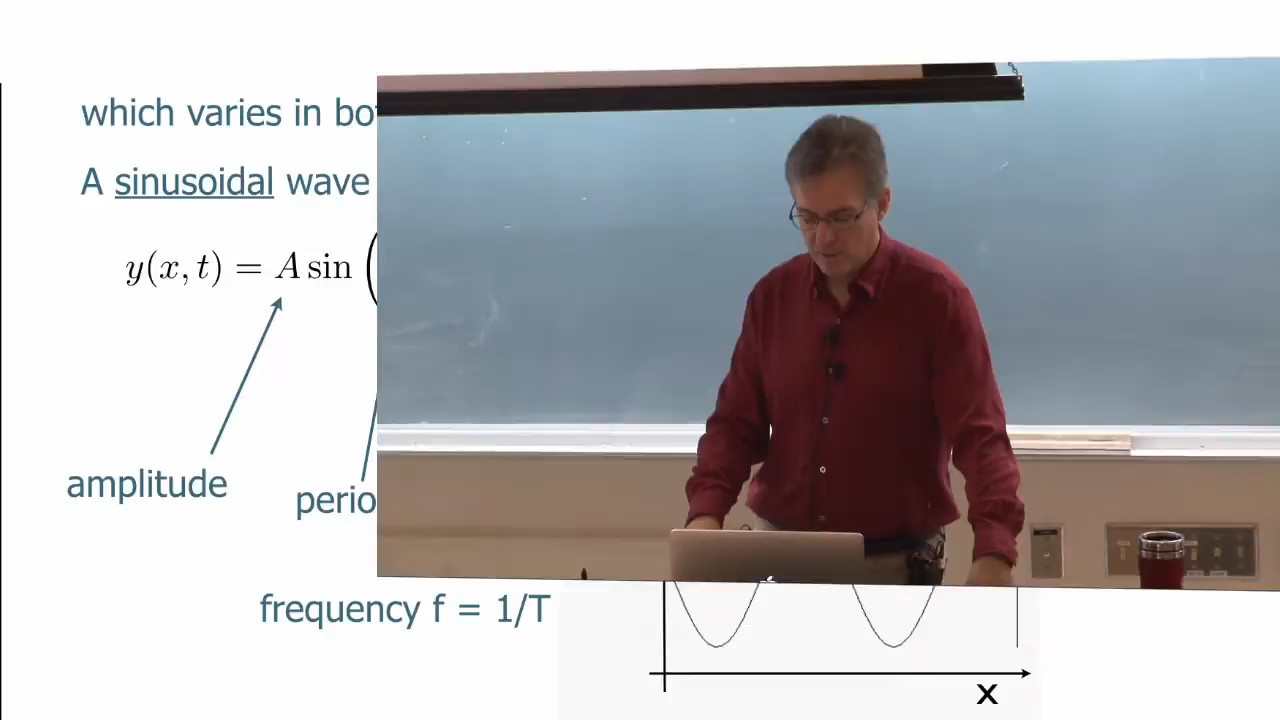 which varies in bo
A sinusoidal wave
y(x, t) = A sin (
amplitude
perio
frequency f = 1/T
x